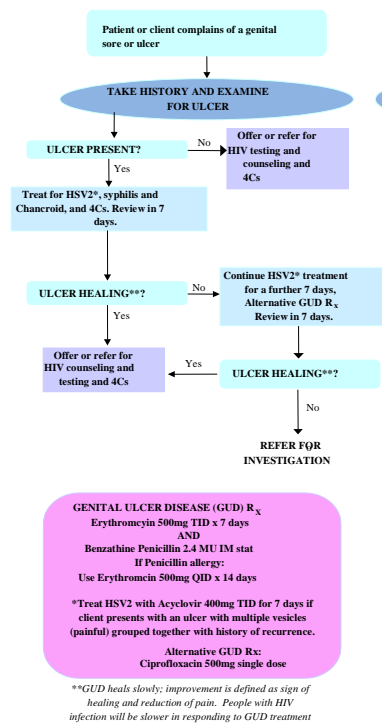 Patient or client complains of a genital
sore or ulcer
TAKE HISTORY AND EXAMINE
FOR ULCER
ULCER PRESENT?
No
Offer or refer for
HIV testing and
counseling and
4Cs
Yes
Treat for HSV2*, syphilis and
Chancroid, and 4Cs. Review in 7
days.
ULCER HEALING**?
No
Continue HSV2* treatment
for a further 7 days,
Alternative GUD Rx
Review in 7 days.
Yes
Offer or refer for
HIV counseling and
testing and 4Cs
Yes
ULCER HEALING**?
No
REFER FOR
INVESTIGATION
GENITAL ULCER DISEASE (GUD) RX
Erythromcyin 500mg TID x 7 days
AND
Benzathine Penicillin 2.4 MU IM stat
If Penicillin allergy:
Use Erythromcin 500mg QID x 14 days
*Treat HSV2 with Acyclovir 400mg TID for 7 days if
client presents with an ulcer with multiple vesicles
(painful) grouped together with history of recurrence.
Alternative GUD Rx:
Ciprofloxacin 500mg single dose
**GUD heals slowly; improvement is defined as sign of
healing and reduction of pain. People with HIV
infection will be slower in responding to GUD treatment